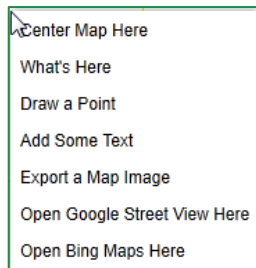 Center Map Here
What's Here
Draw a Point
Add Some Text
Export a Map Image
Open Google Street View Here
Open Bing Maps Here